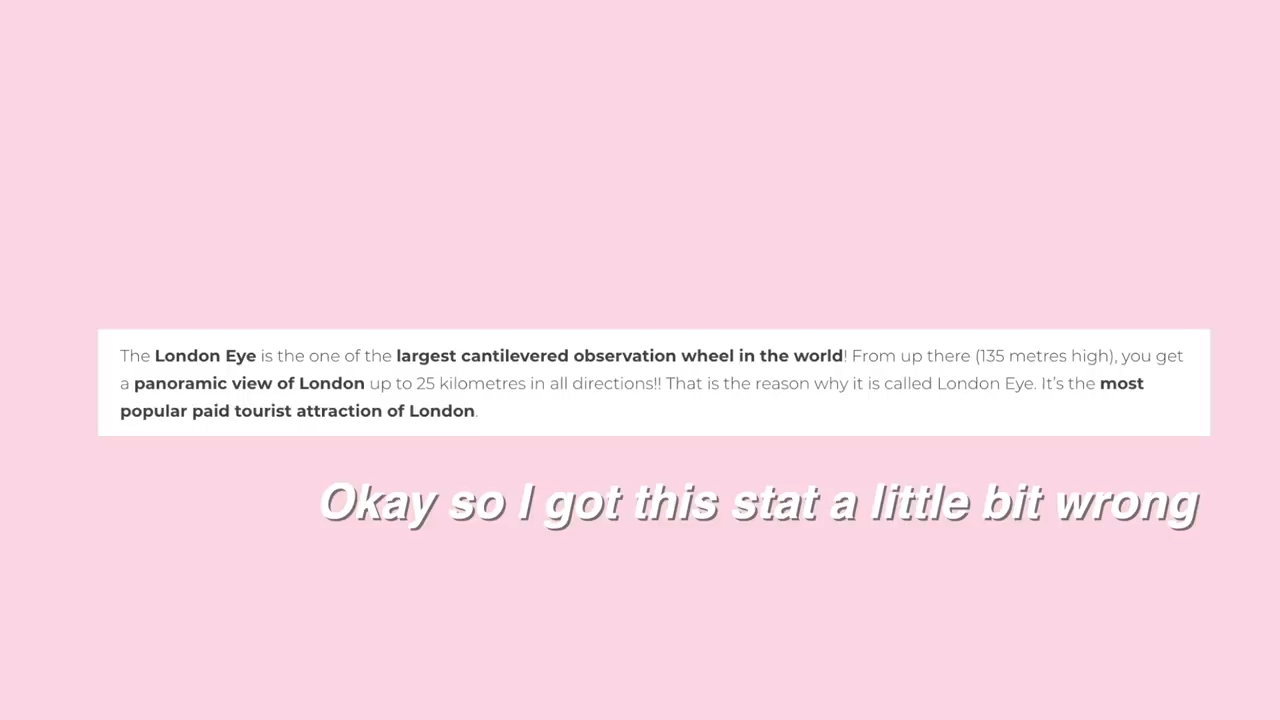 The London Eye is the one of the largest cantilevered observation wheel in the world! From up there (135 metres high), you get
a panoramic view of London up to 25 kilometres in all directions!! That is the reason why it is called London Eye. It’s the most
popular paid tourist attraction of London.
Okay so I got this stat a little bit wrong